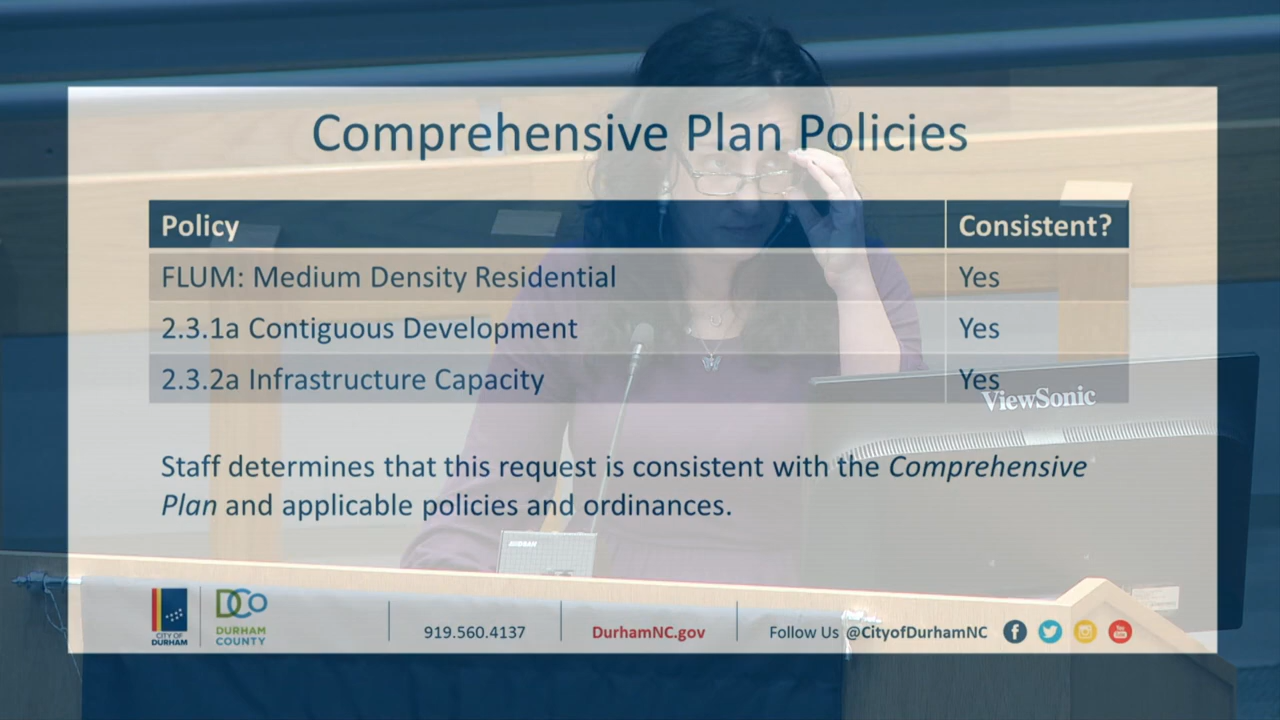 Comprehensive Plan Policies
Policy Consistent?
FLUM: Medium Density Residential Yes
2.3.1a Contiguous Development Yes
2.3.2a Infrastructure Capacity Yes
ViewSonic
Staff determines that this request is consistent with the Comprehensive
Plan and applicable policies and ordinances.
CITY OF
DURHAM
DCo
DURHAM
COUNTY
919.560.4137
DurhamNC.gov
Follow Us @CityofDurhamNC